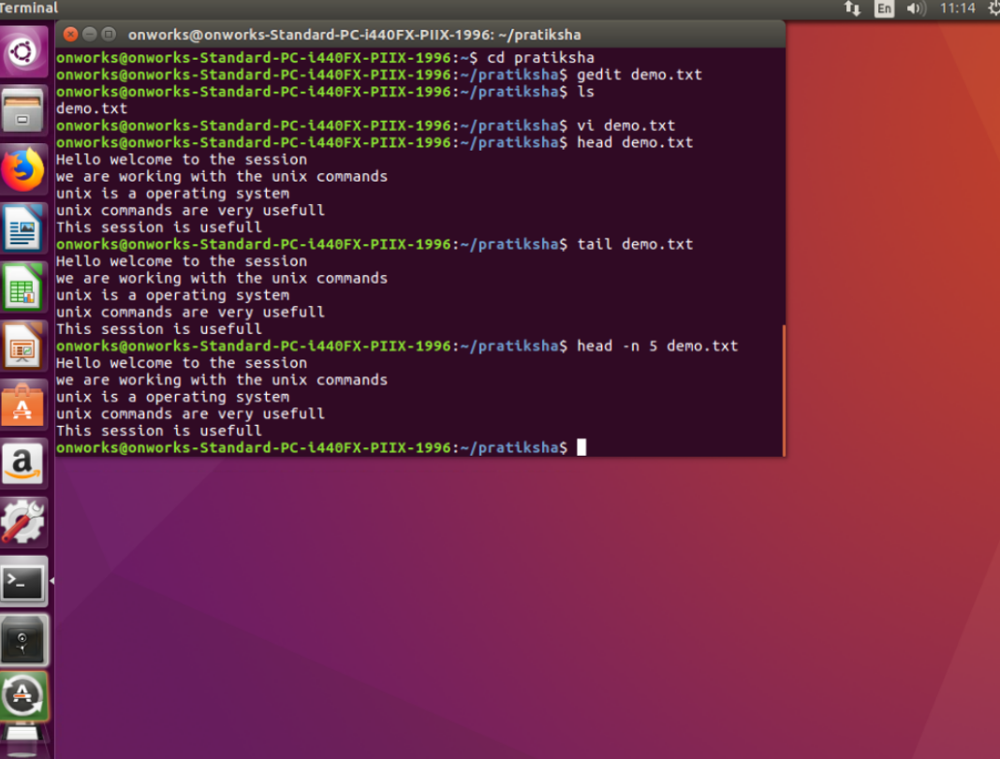 Terminal
En
11:14
onworks@onworks-Standard-PC-i440FX-PIIX-1996: ~/pratiksha
onworks@onworks-Standard-PC-i440FX-PIIX-1996:~$ cd pratiksha
onworks@onworks-Standard-PC-i440FX-PIIX-1996:~/pratiksha$ gedit demo.txt
onworks@onworks-Standard-PC-i440FX-PIIX-1996:~/pratiksha$ ls
demo.txt
onworks@onworks-Standard-PC-i440FX-PIIX-1996:~/pratiksha$ vi demo.txt
onworks@onworks-Standard-PC-i440FX-PIIX-1996:~/pratiksha$ head demo.txt
Hello welcome to the session
we are working with the unix commands
unix is a operating system
unix commands are very usefull
This session is usefull
onworks@onworks-Standard-PC-i440FX-PIIX-1996:~/pratiksha$ tail demo.txt
Hello welcome to the session
we are working with the unix commands
unix is a operating system
unix commands are very usefull
This session is usefull
onworks@onworks-Standard-PC-i440FX-PIIX-1996:~/pratiksha$ head -n 5 demo.txt
Hello welcome to the session
we are working with the unix commands
unix is a operating system
unix commands are very usefull
This session is usefull
onworks@onworks-Standard-PC-i440FX-PIIX-1996:~/pratiksha$